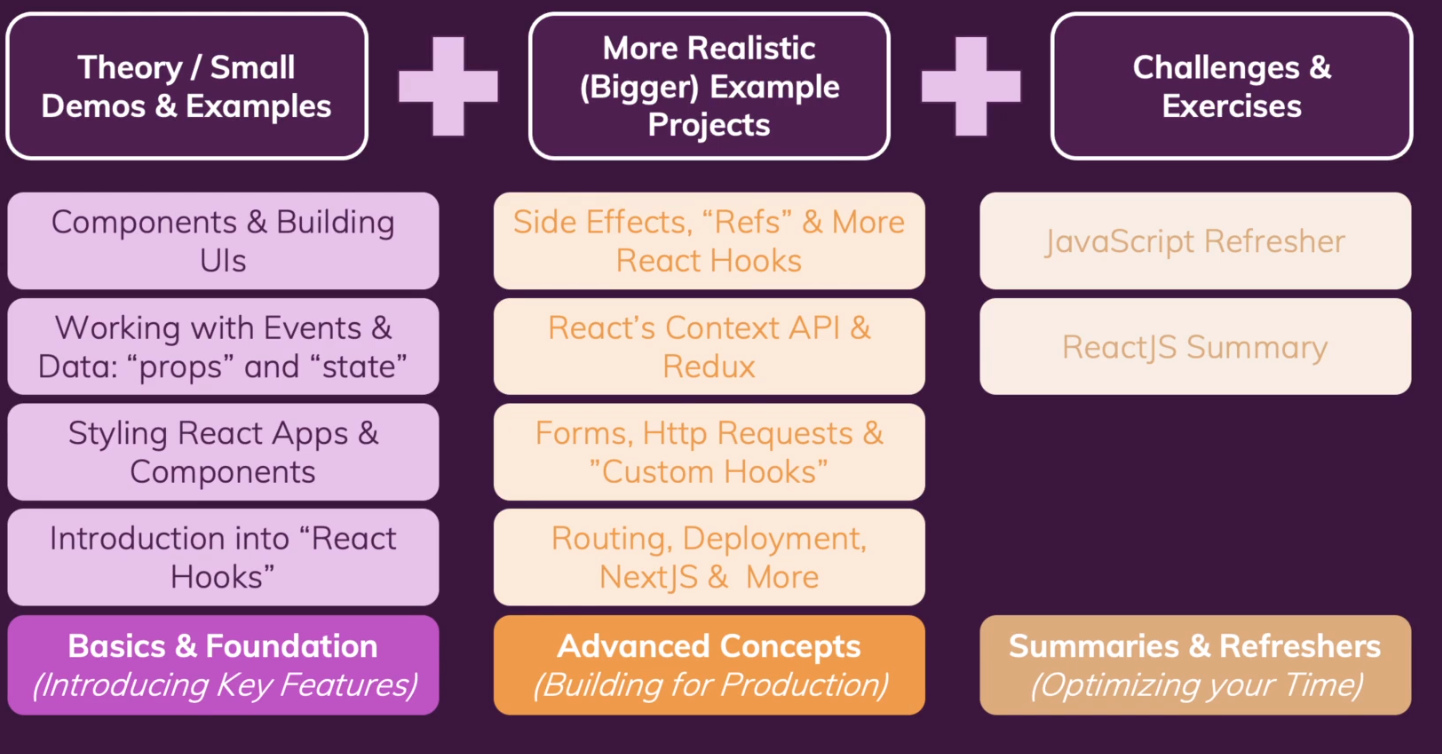 Theory / Small
Demos & Examples
More Realistic
(Bigger) Example
Projects
Challenges &
Exercises
Components & Building
UIs
Working with Events &
Data: “props” and “state”
Styling React Apps &
Components
Introduction into “React
Hooks”
Basics & Foundation
(Introducing Key Features)
Side Effects, “Refs” & More
React Hooks
React’s Context API &
Redux
Forms, Http Requests &
”Custom Hooks”
Routing, Deployment,
NextJS &  More
Advanced Concepts
(Building for Production)
JavaScript Refresher
ReactJS Summary
Summaries & Refreshers
(Optimizing your Time)